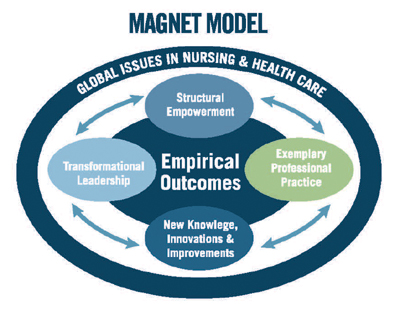 MAGNET MODEL
GLOBAL ISSUES IN NURSING & HEALTH CARE
Structural
Empowerment
Transformational
Leadership
Empirical
Outcomes
Exemplary
Professional
Practice
New Knowlege,
Innovations &
Improvements